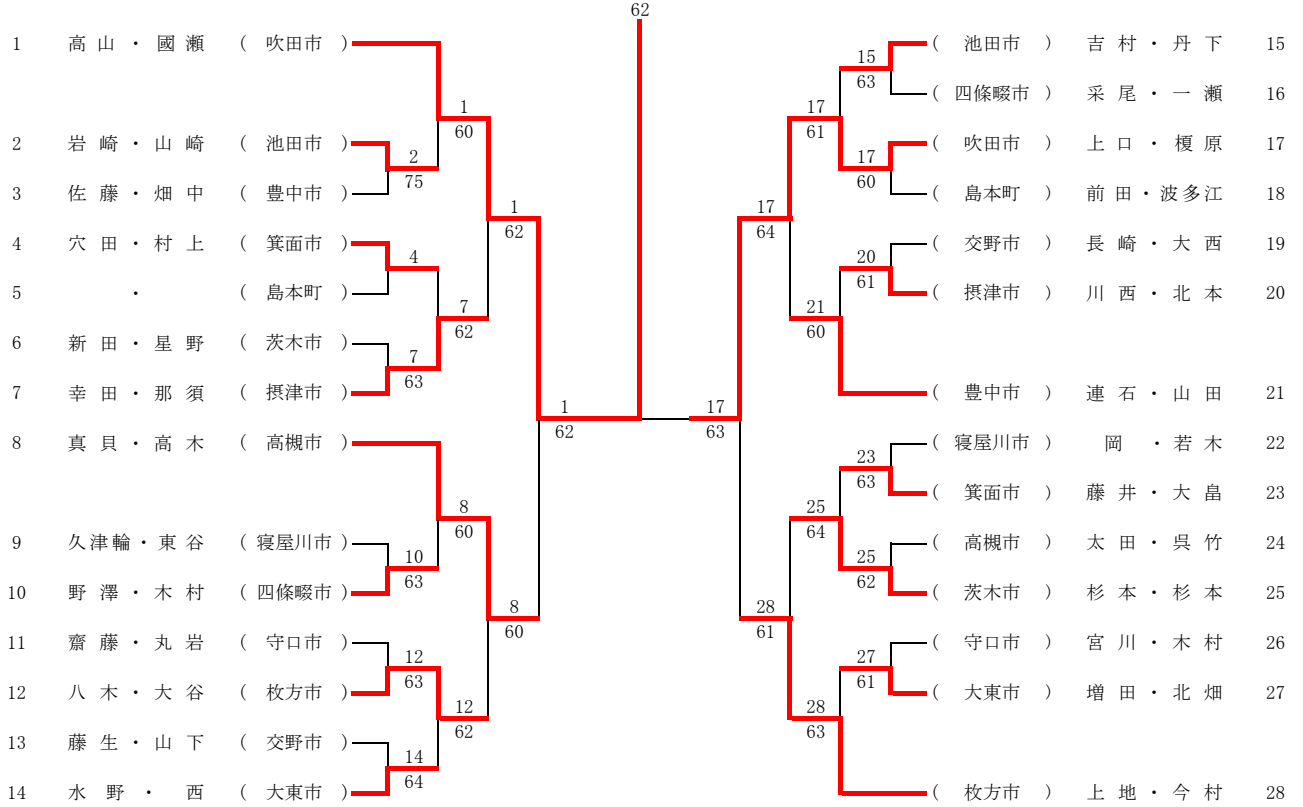 62
1 高山・國瀬 ( 吹田市 )
( 池田市 ) 吉村・丹下 15
15
63
( 四條畷市 ) 采尾・一瀬 16
1
60
17
61
2 岩崎・山崎 ( 池田市 )
( 吹田市 ) 上口・榎原 17
2
75
17
60
3 佐藤・畑中 ( 豊中市 )
( 島本町 ) 前田・波多江 18
1
62
17
64
4 穴田・村上 ( 箕面市 )
( 交野市 ) 長崎・大西 19
4
20
61
5 ・ ( 島本町 )
( 摂津市 ) 川西・北本 20
7
62
21
60
6 新田・星野 ( 茨木市 )
7
63
7 幸田・那須 ( 摂津市 )
( 豊中市 ) 連石・山田 21
1
62
17
63
8 真貝・高木 ( 高槻市 )
( 寝屋川市 ) 岡・若木 22
23
63
( 箕面市 ) 藤井・大畠 23
8
60
25
64
9 久津輪・東谷 ( 寝屋川市 )
( 高槻市 ) 太田・呉竹 24
10
63
25
62
10 野澤・木村 ( 四條畷市 )
( 茨木市 ) 杉本・杉本 25
8
60
28
61
11 齋藤・丸岩 ( 守口市 )
( 守口市 ) 宮川・木村 26
12
63
27
61
12 八木・大谷 ( 枚方市 )
( 大東市 ) 増田・北畑 27
12
62
28
63
13 藤生・山下 ( 交野市 )
14
64
14 水野・西 ( 大東市 )
( 枚方市 ) 上地・今村 28